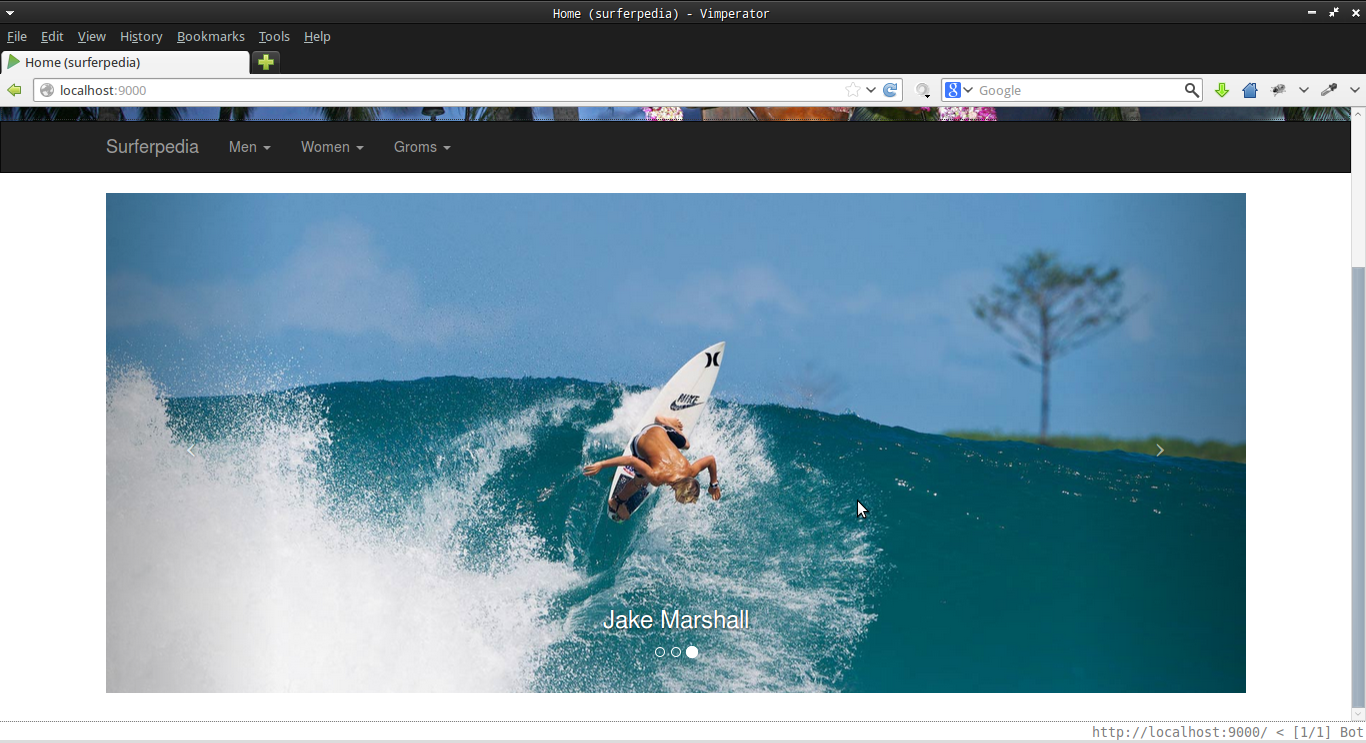 Home (surferpedia) - Vimperator
File Edit View History Bookmarks Tools Help
Home (surferpedia)
localhost:9000
Google
Surferpedia Men Women Groms
NIKE
Jake Marshall
http://localhost:9000/ < [1/1] Bot